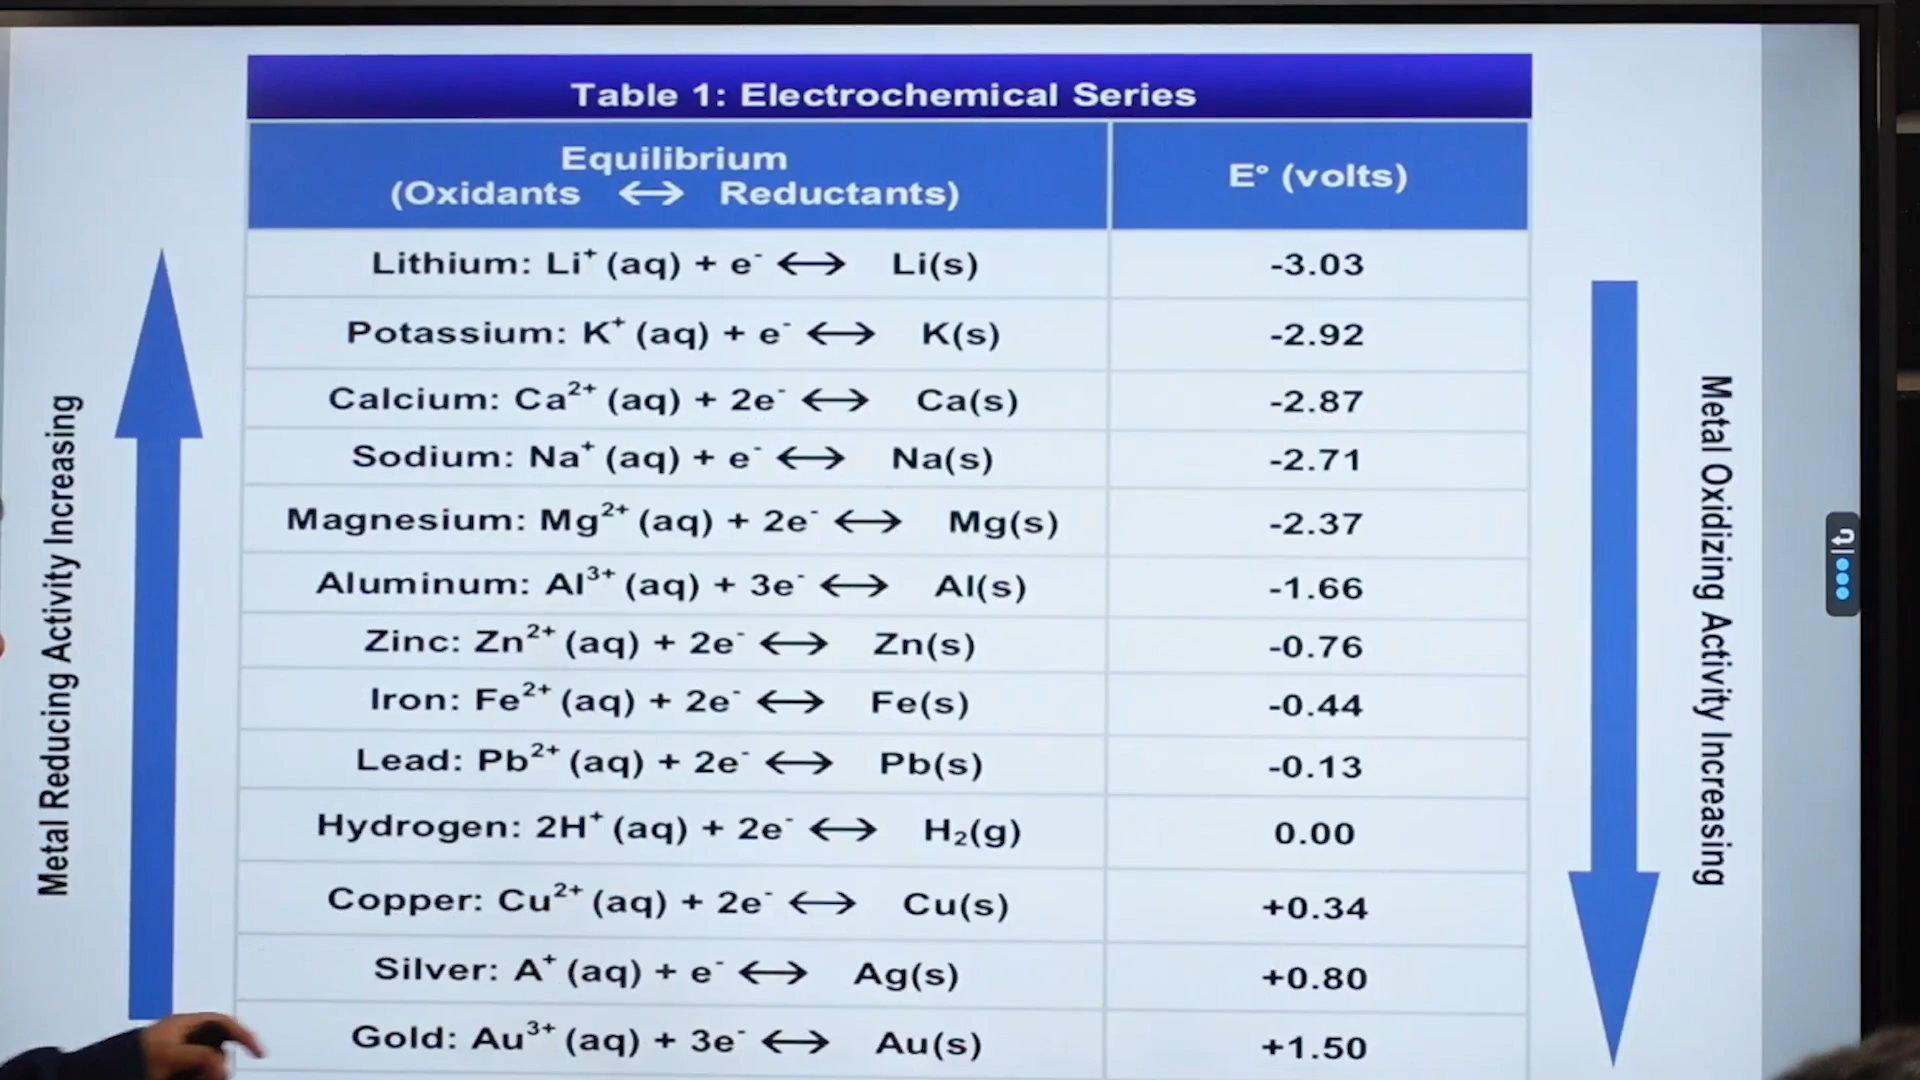 Table 1: Electrochemical Series
Equilibrium
(Oxidants ↔ Reductants)
E° (volts)
Lithium: Li⁺ (aq) + e⁻ ↔ Li(s) -3.03
Potassium: K⁺ (aq) + e⁻ ↔ K(s) -2.92
Calcium: Ca²⁺ (aq) + 2e⁻ ↔ Ca(s) -2.87
Sodium: Na⁺ (aq) + e⁻ ↔ Na(s) -2.71
Magnesium: Mg²⁺ (aq) + 2e⁻ ↔ Mg(s) -2.37
Aluminum: Al³⁺ (aq) + 3e⁻ ↔ Al(s) -1.66
Zinc: Zn²⁺ (aq) + 2e⁻ ↔ Zn(s) -0.76
Iron: Fe²⁺ (aq) + 2e⁻ ↔ Fe(s) -0.44
Lead: Pb²⁺ (aq) + 2e⁻ ↔ Pb(s) -0.13
Hydrogen: 2H⁺ (aq) + 2e⁻ ↔ H₂(g) 0.00
Copper: Cu²⁺ (aq) + 2e⁻ ↔ Cu(s) +0.34
Silver: A⁺ (aq) + e⁻ ↔ Ag(s) +0.80
Gold: Au³⁺ (aq) + 3e⁻ ↔ Au(s) +1.50
Metal Reducing Activity Increasing
Metal Oxidizing Activity Increasing